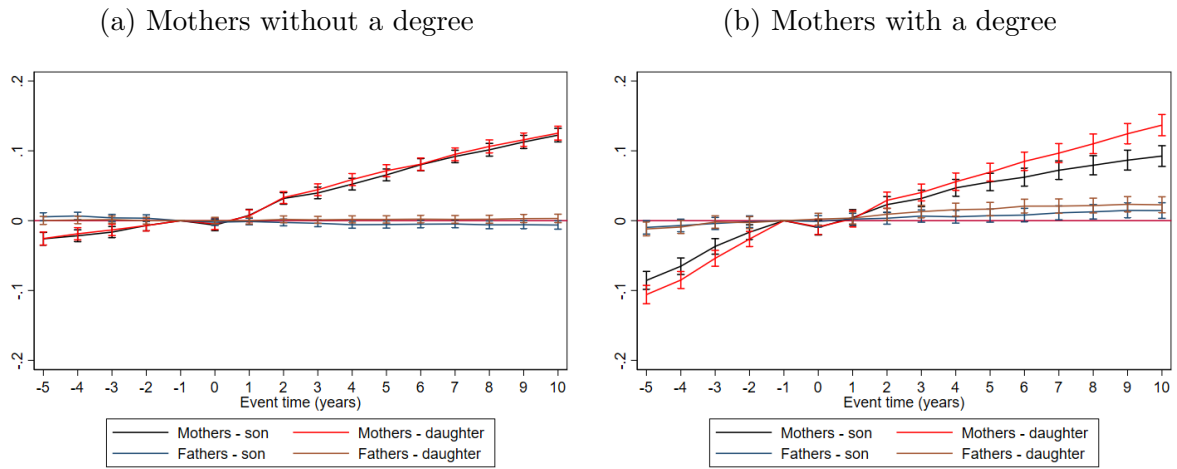 (a) Mothers without a degree
.2
.1
0
-.1
-.2
-5 -4 -3 -2 -1 0 1 2 3 4 5 6 7 8 9 10
Event time (years)
Mothers - son Mothers - daughter
Fathers - son Fathers - daughter
(b) Mothers with a degree
.2
.1
0
-.1
-.2
-5 -4 -3 -2 -1 0 1 2 3 4 5 6 7 8 9 10
Event time (years)
Mothers - son Mothers - daughter
Fathers - son Fathers - daughter